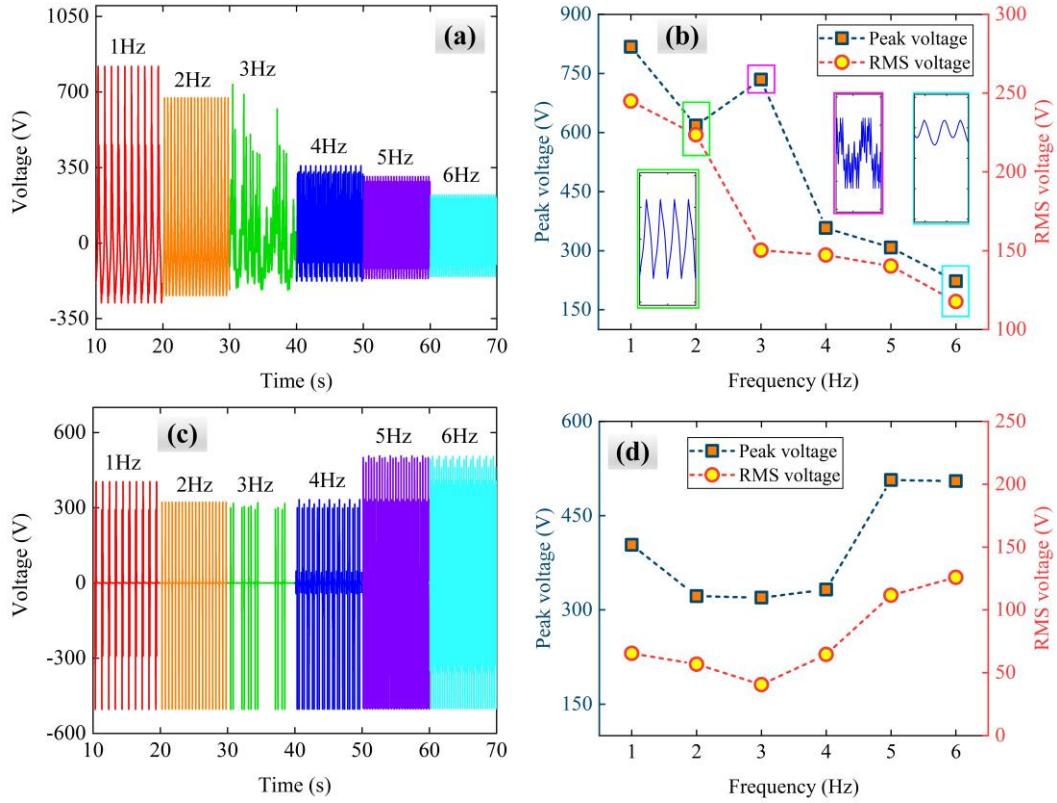 (a)
1050
700
350
0
-350
Voltage (V)
1Hz
2Hz
3Hz
4Hz
5Hz
6Hz
10 20 30 40 50 60 70
Time (s)
(b)
Peak voltage
RMS voltage
900
750
600
450
300
150
Peak voltage (V)
300
250
200
150
100
RMS voltage (V)
1 2 3 4 5 6
Frequency (Hz)
(c)
600
300
0
-300
-600
Voltage (V)
1Hz
2Hz
3Hz
4Hz
5Hz
6Hz
10 20 30 40 50 60 70
Time (s)
(d)
Peak voltage
RMS voltage
600
450
300
150
Peak voltage (V)
250
200
150
100
50
0
RMS voltage (V)
1 2 3 4 5 6
Frequency (Hz)